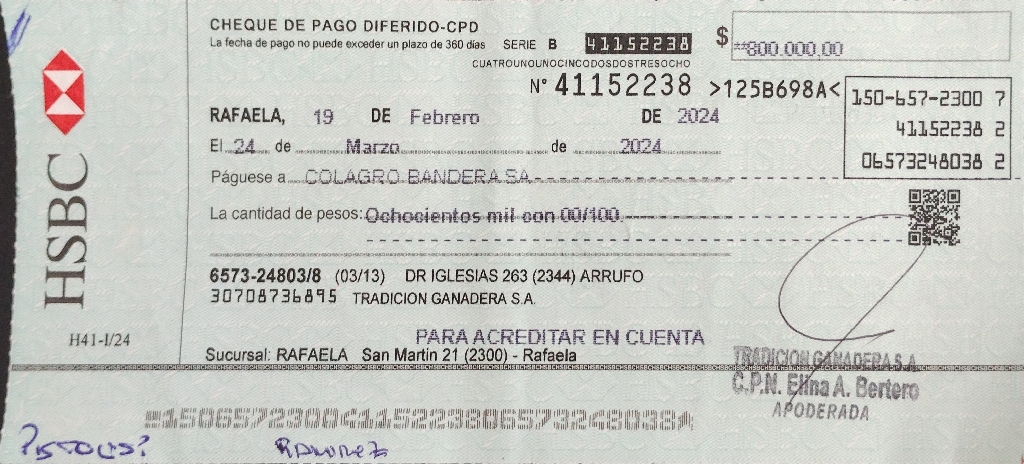 CHEQUE DE PAGO DIFERIDO-CPD
La fecha de pago no puede exceder un plazo de 360 días SERIE B 41152238 $ **800.000,00
CUATROUNOUNOCINCODOSDOSTRESOCHO
N° 41152238 >125B698A<
150-657-2300 7
41152238 2
06573248038 2
RAFAELA, 19 DE Febrero DE 2024
El 24 de Marzo de 2024
Páguese a COLAGRO BANDERA SA
La cantidad de pesos: Ochocientos mil con 00/100
HSBC
6573-24803/8 (03/13) DR IGLESIAS 263 (2344) ARRUFO
30708736895 TRADICION GANADERA S.A.
H41-I/24
PARA ACREDITAR EN CUENTA
Sucursal: RAFAELA San Martin 21 (2300) - Rafaela
TRADICION GANADERA S.A.
C.P.N. Elina A. Bertero
APODERADA
15065723004115223806573248038
RAMIREZ